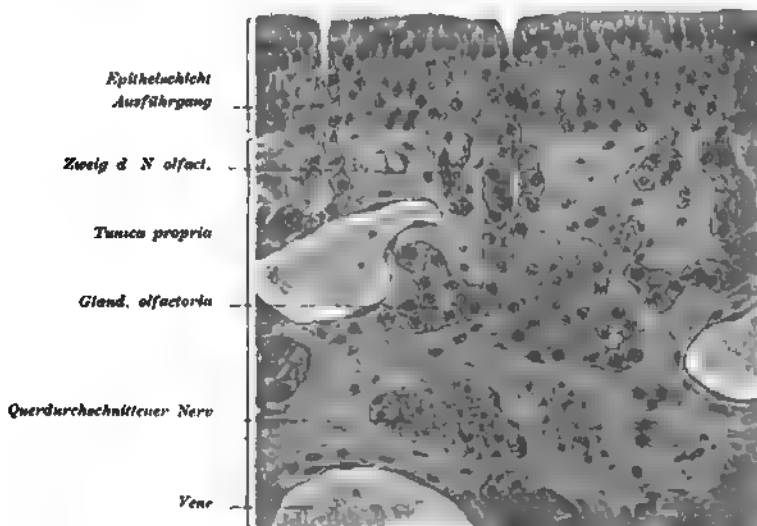 Epithelschicht
Ausführgang
Zweig d. N olfact.
Tunica propria
Gland. olfactoria
Querdurchschnittener Nerv
Vene